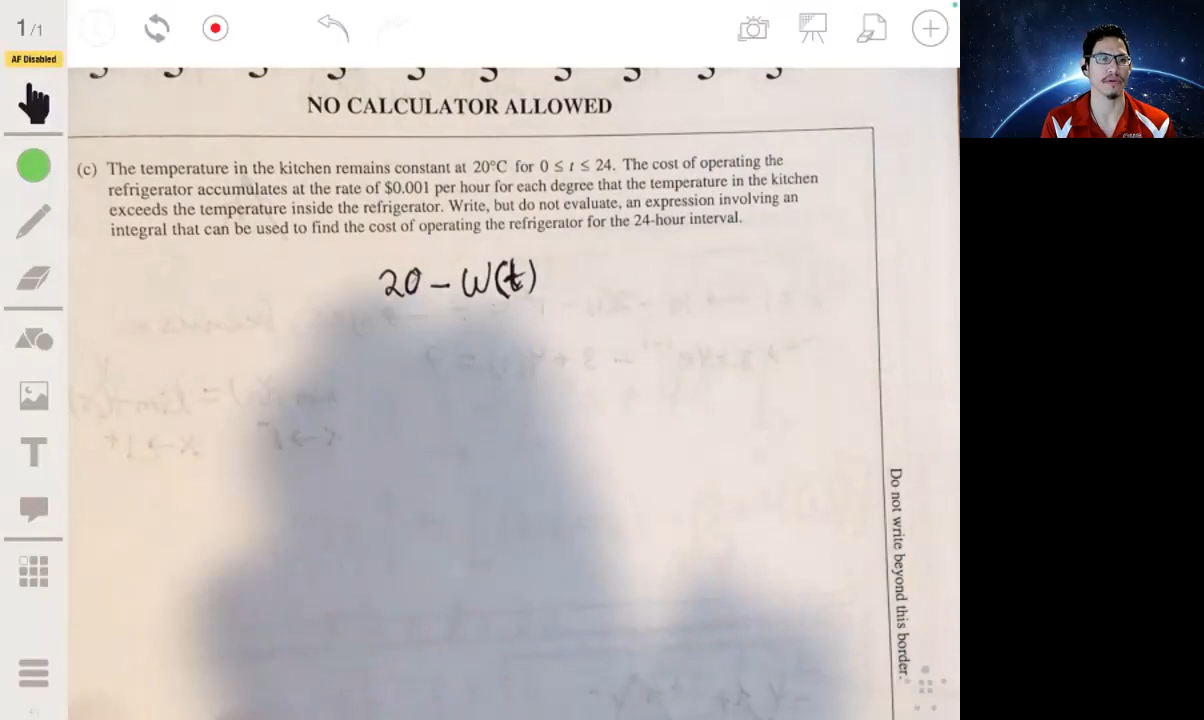 1/1
AF Disabled
NO CALCULATOR ALLOWED
(c) The temperature in the kitchen remains constant at 20°C for 0 ≤ t ≤ 24. The cost of operating the
refrigerator accumulates at the rate of $0.001 per hour for each degree that the temperature in the kitchen
exceeds the temperature inside the refrigerator. Write, but do not evaluate, an expression involving an
integral that can be used to find the cost of operating the refrigerator for the 24-hour interval.
20 - W(t)
Do not write beyond this border.
T